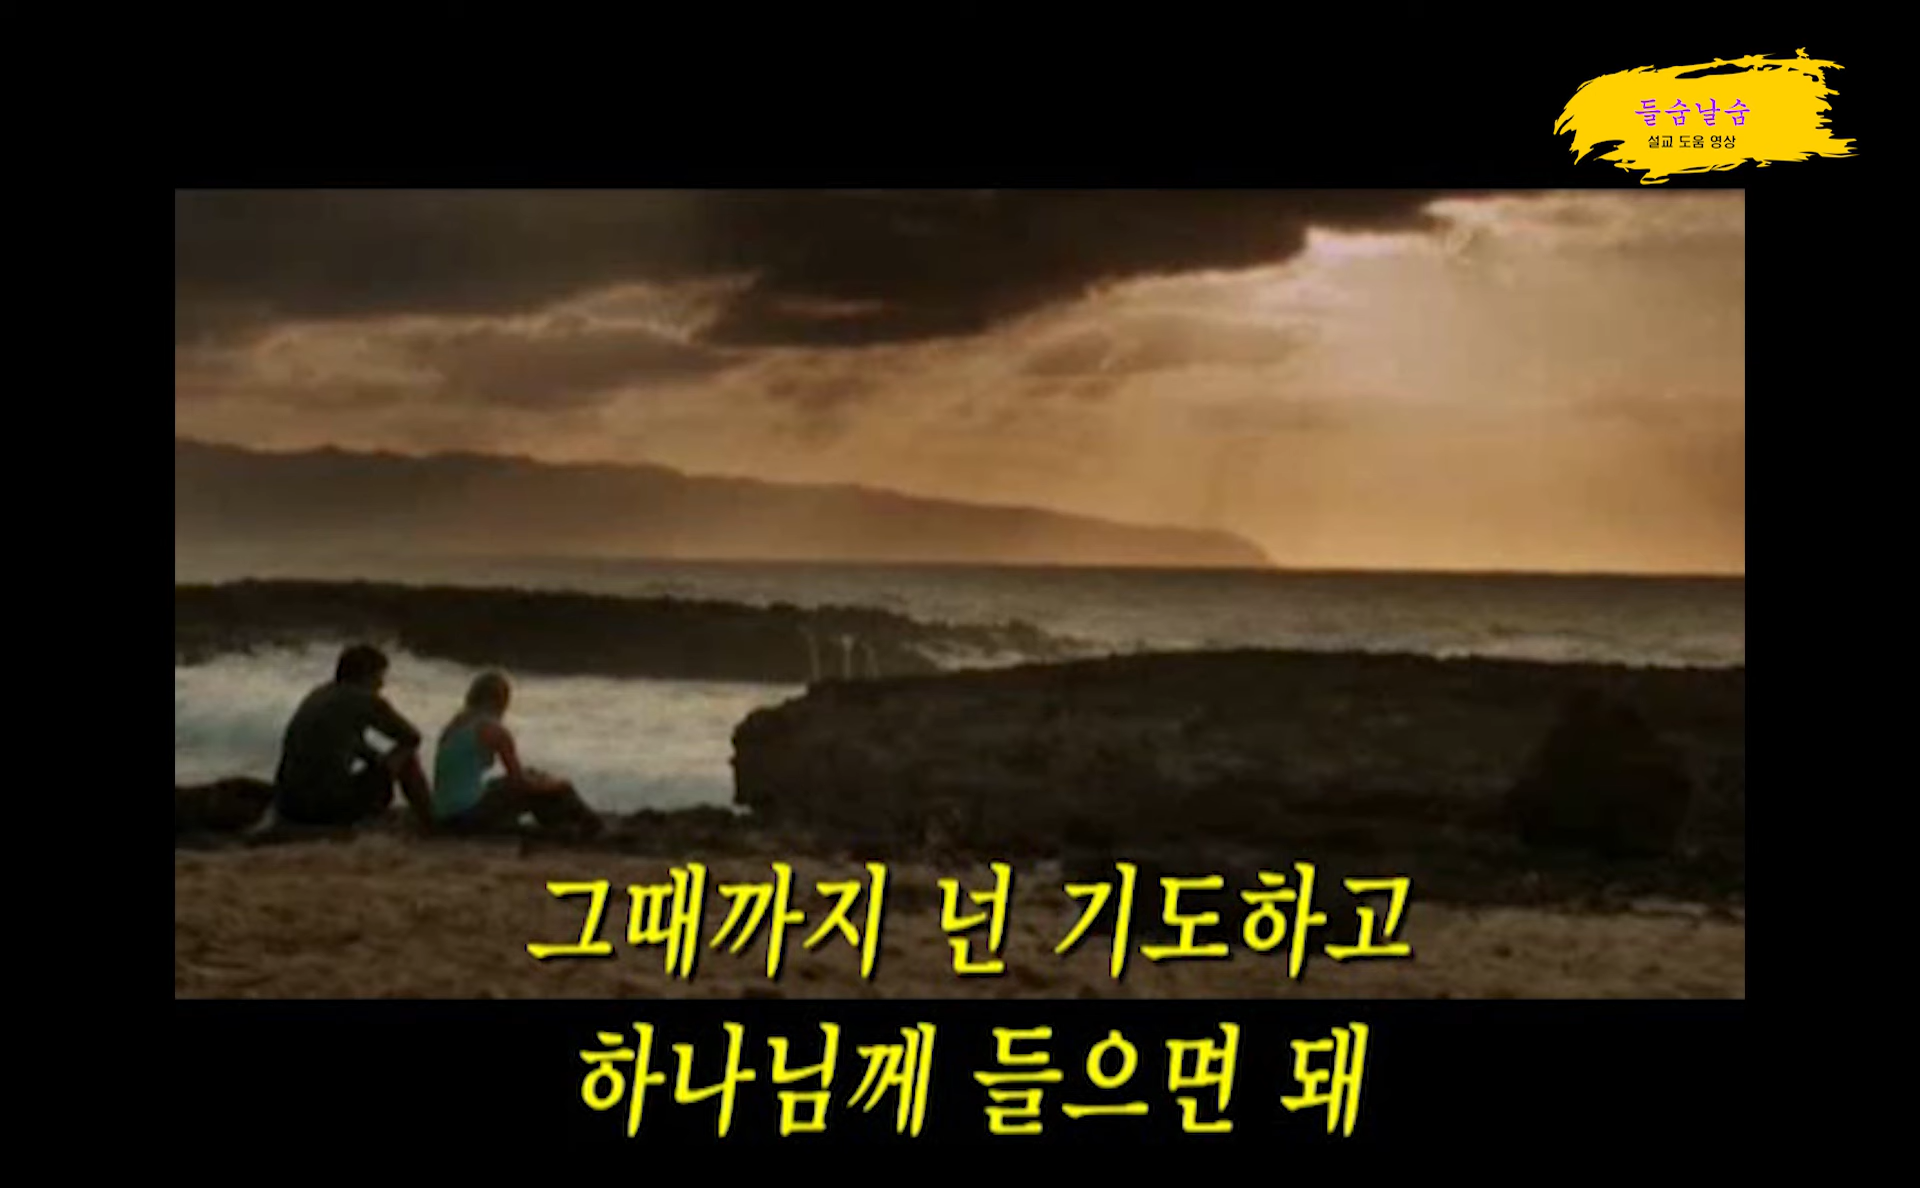 들숨날숨
설교 도움 영상
그때까지 넌 기도하고
하나님께 들으면 돼